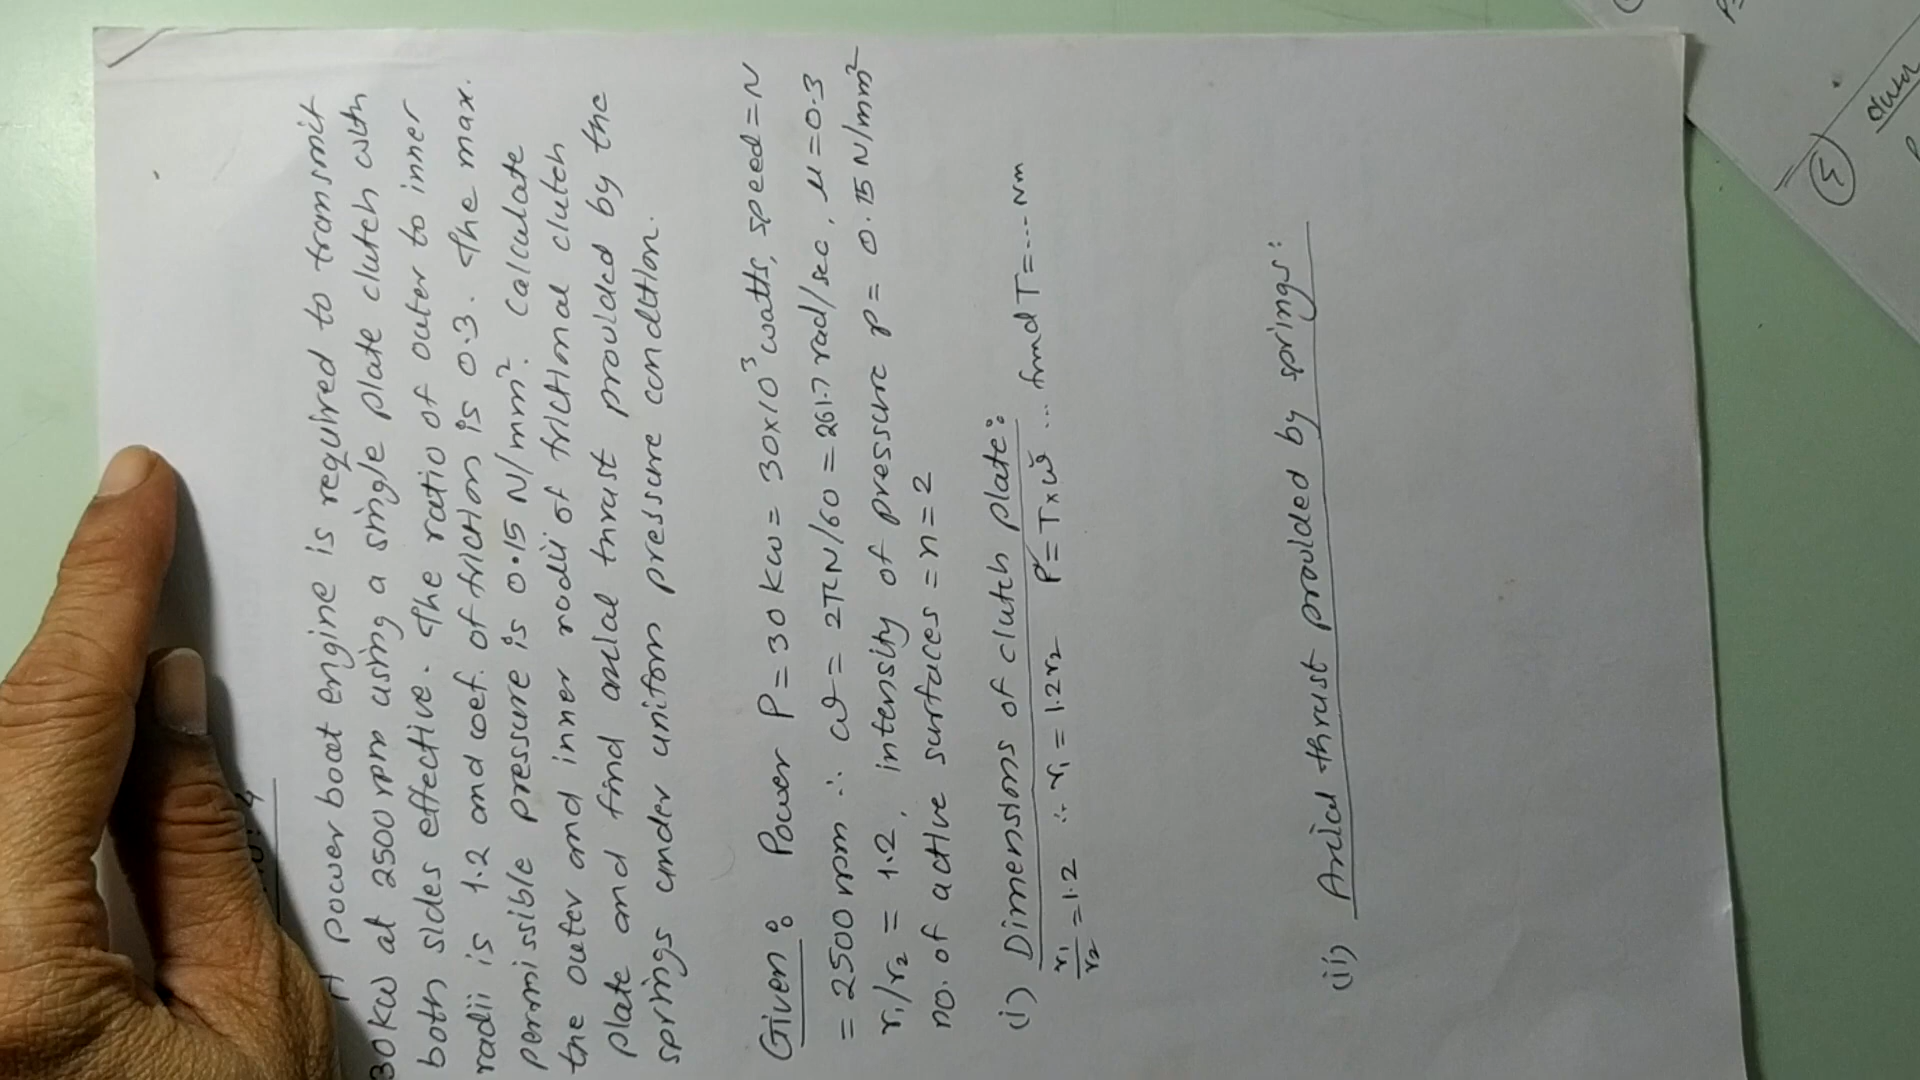 A power boat engine is required to transmit
30 kW at 2500 rpm using a single plate clutch with
both sides effective. The ratio of outer to inner
radii is 1.2 and coef. of friction is 0.3. The max.
permissible pressure is 0.15 N/mm². Calculate
the outer and inner radii of frictional clutch
plate and find axial thrust provided by the
springs under uniform pressure condition.
Given: Power P = 30 kW = 30×10³ watts, speed = N
= 2500 rpm ∴ ω = 2πN/60 = 261.7 rad/sec, μ = 0.3
r₁/r₂ = 1.2, intensity of pressure p = 0.15 N/mm²
no. of active surfaces = n = 2
(i) Dimensions of clutch plate:
r₁/r₂ = 1.2 ∴ r₁ = 1.2r₂ P = T×ω ... find T = .... Nm
(ii) Axial thrust provided by springs: